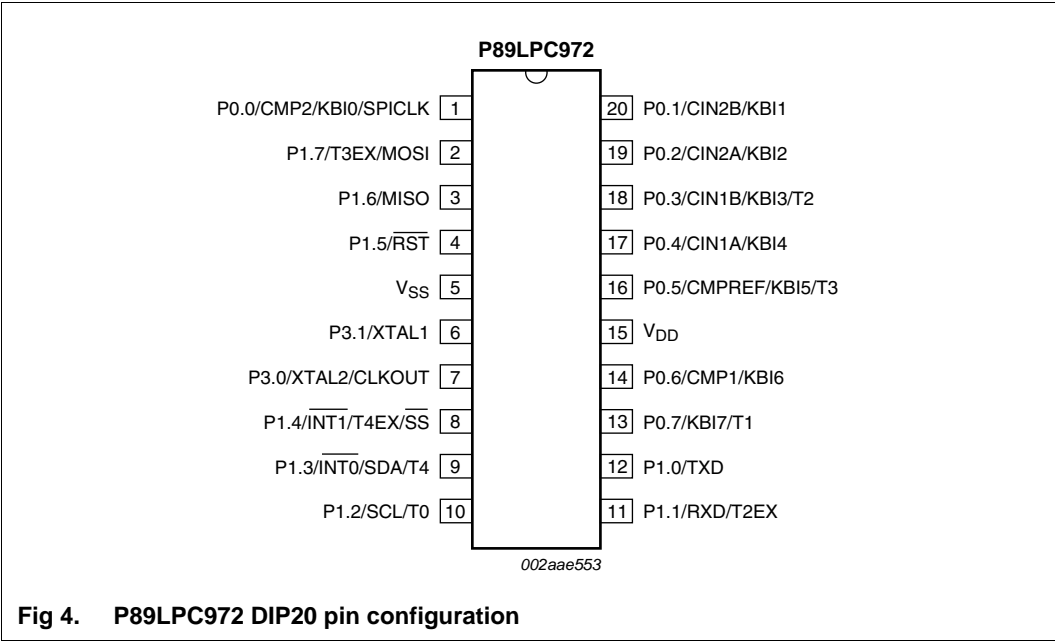 P89LPC972
P0.0/CMP2/KBI0/SPICLK 1
20 P0.1/CIN2B/KBI1
P1.7/T3EX/MOSI 2
19 P0.2/CIN2A/KBI2
P1.6/MISO 3
18 P0.3/CIN1B/KBI3/T2
P1.5/R̅S̅T̅ 4
17 P0.4/CIN1A/KBI4
VSS 5
16 P0.5/CMPREF/KBI5/T3
P3.1/XTAL1 6
15 VDD
P3.0/XTAL2/CLKOUT 7
14 P0.6/CMP1/KBI6
P1.4/I̅N̅T̅1̅/T4EX/S̅S̅ 8
13 P0.7/KBI7/T1
P1.3/I̅N̅T̅0̅/SDA/T4 9
12 P1.0/TXD
P1.2/SCL/T0 10
11 P1.1/RXD/T2EX
002aae553
Fig 4. P89LPC972 DIP20 pin configuration